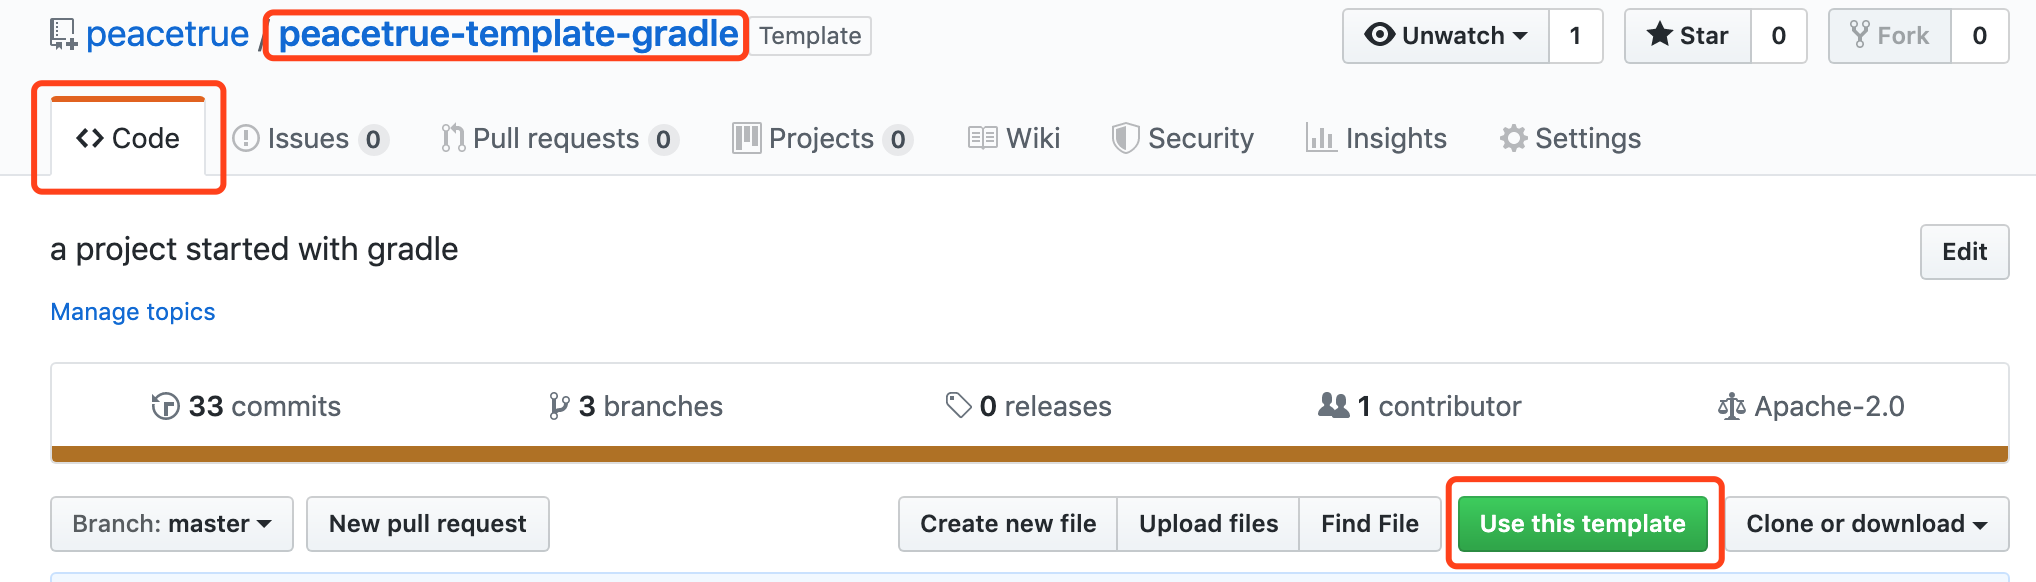 peacetrue / peacetrue-template-gradle Template Unwatch 1 Star 0 Fork 0
Code Issues 0 Pull requests 0 Projects 0 Wiki Security Insights Settings
a project started with gradle Edit
Manage topics
33 commits 3 branches 0 releases 1 contributor Apache-2.0
Branch: master New pull request Create new file Upload files Find File Use this template Clone or download